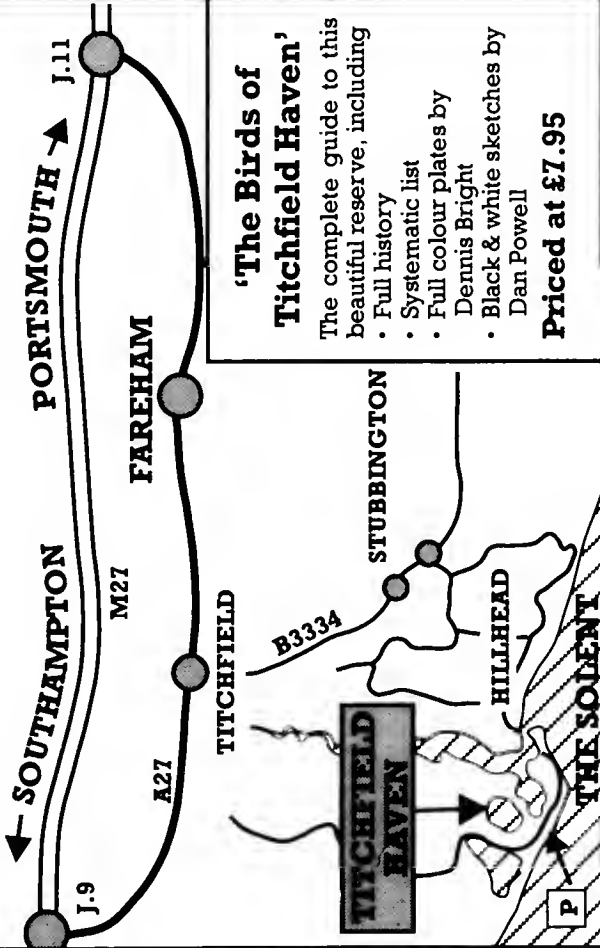 SOUTHAMPTON
PORTSMOUTH
J.9
J.11
M27
A27
FAREHAM
TITCHFIELD
B3334
STUBBINGTON
TITCHFIELD
HAVEN
HILLHEAD
THE SOLENT
P
'The Birds of
Titchfield Haven'
The complete guide to this
beautiful reserve, including
· Full history
· Systematic list
· Full colour plates by
Dennis Bright
· Black & white sketches by
Dan Powell
Priced at £7.95